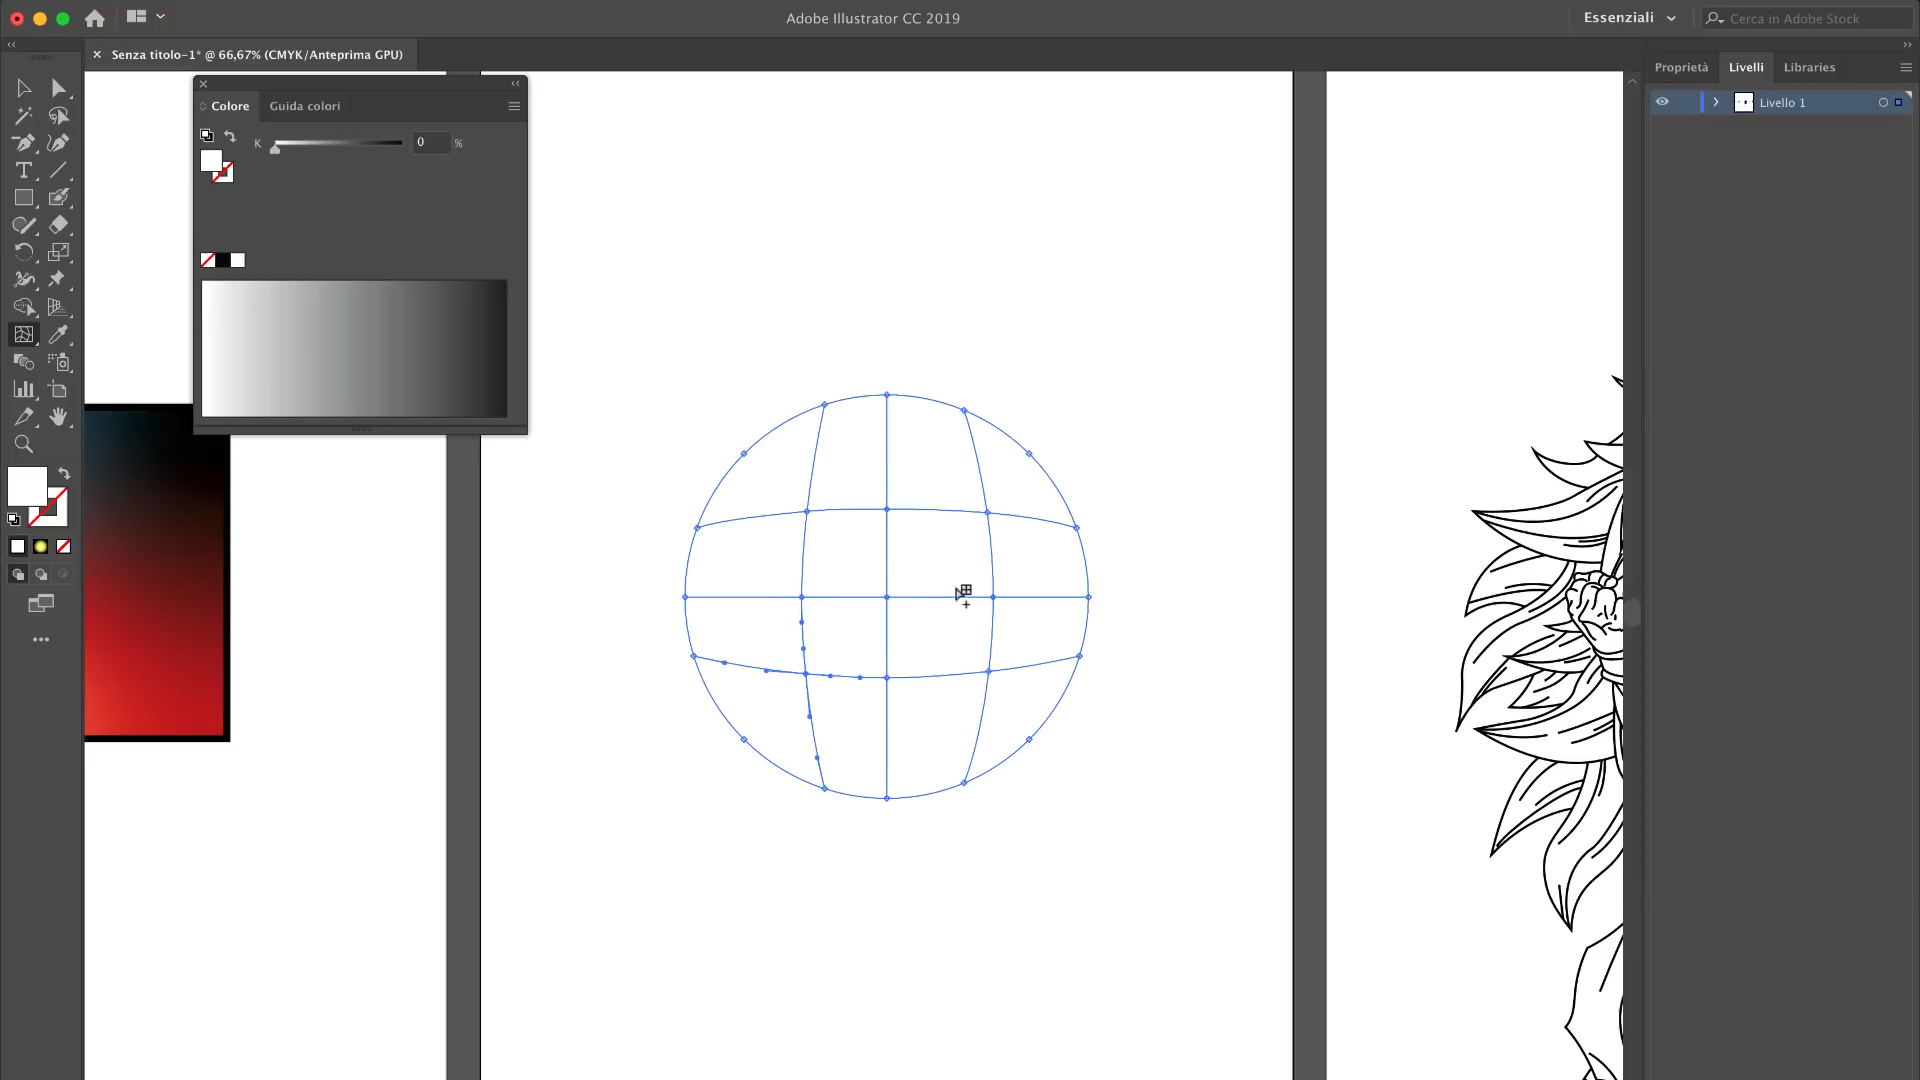 Adobe Illustrator CC 2019
Essenziali
Cerca in Adobe Stock
Senza titolo-1* @ 66,67% (CMYK/Anteprima GPU)
Proprietà
Livelli
Libraries
Colore
Guida colori
Livello 1
K
0
%